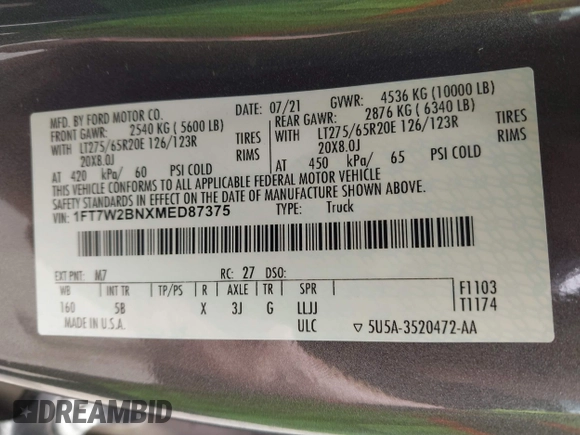 MFD. BY FORD MOTOR CO. DATE: 07/21 GVWR: 4536 KG (10000 LB)
FRONT GAWR: 2540 KG ( 5600 LB) REAR GAWR: 2876 KG ( 6340 LB)
WITH LT275/65R20E 126/123R TIRES WITH LT275/65R20E 126/123R TIRES
20X8.0J RIMS 20X8.0J RIMS
AT 420 kPa/ 60 PSI COLD AT 450 kPa/ 65 PSI COLD
THIS VEHICLE CONFORMS TO ALL APPLICABLE FEDERAL MOTOR VEHICLE
SAFETY STANDARDS IN EFFECT ON THE DATE OF MANUFACTURE SHOWN ABOVE.
VIN: 1FT7W2BNXMED87375 TYPE: Truck
EXT PNT: M7 RC: 27 DSO:
WB INT TR TP/PS R AXLE TR SPR F1103
160 5B X 3J G LLJJ T1174
MADE IN U.S.A. ULC ▽ 5U5A-3520472-AA
DREAMBID